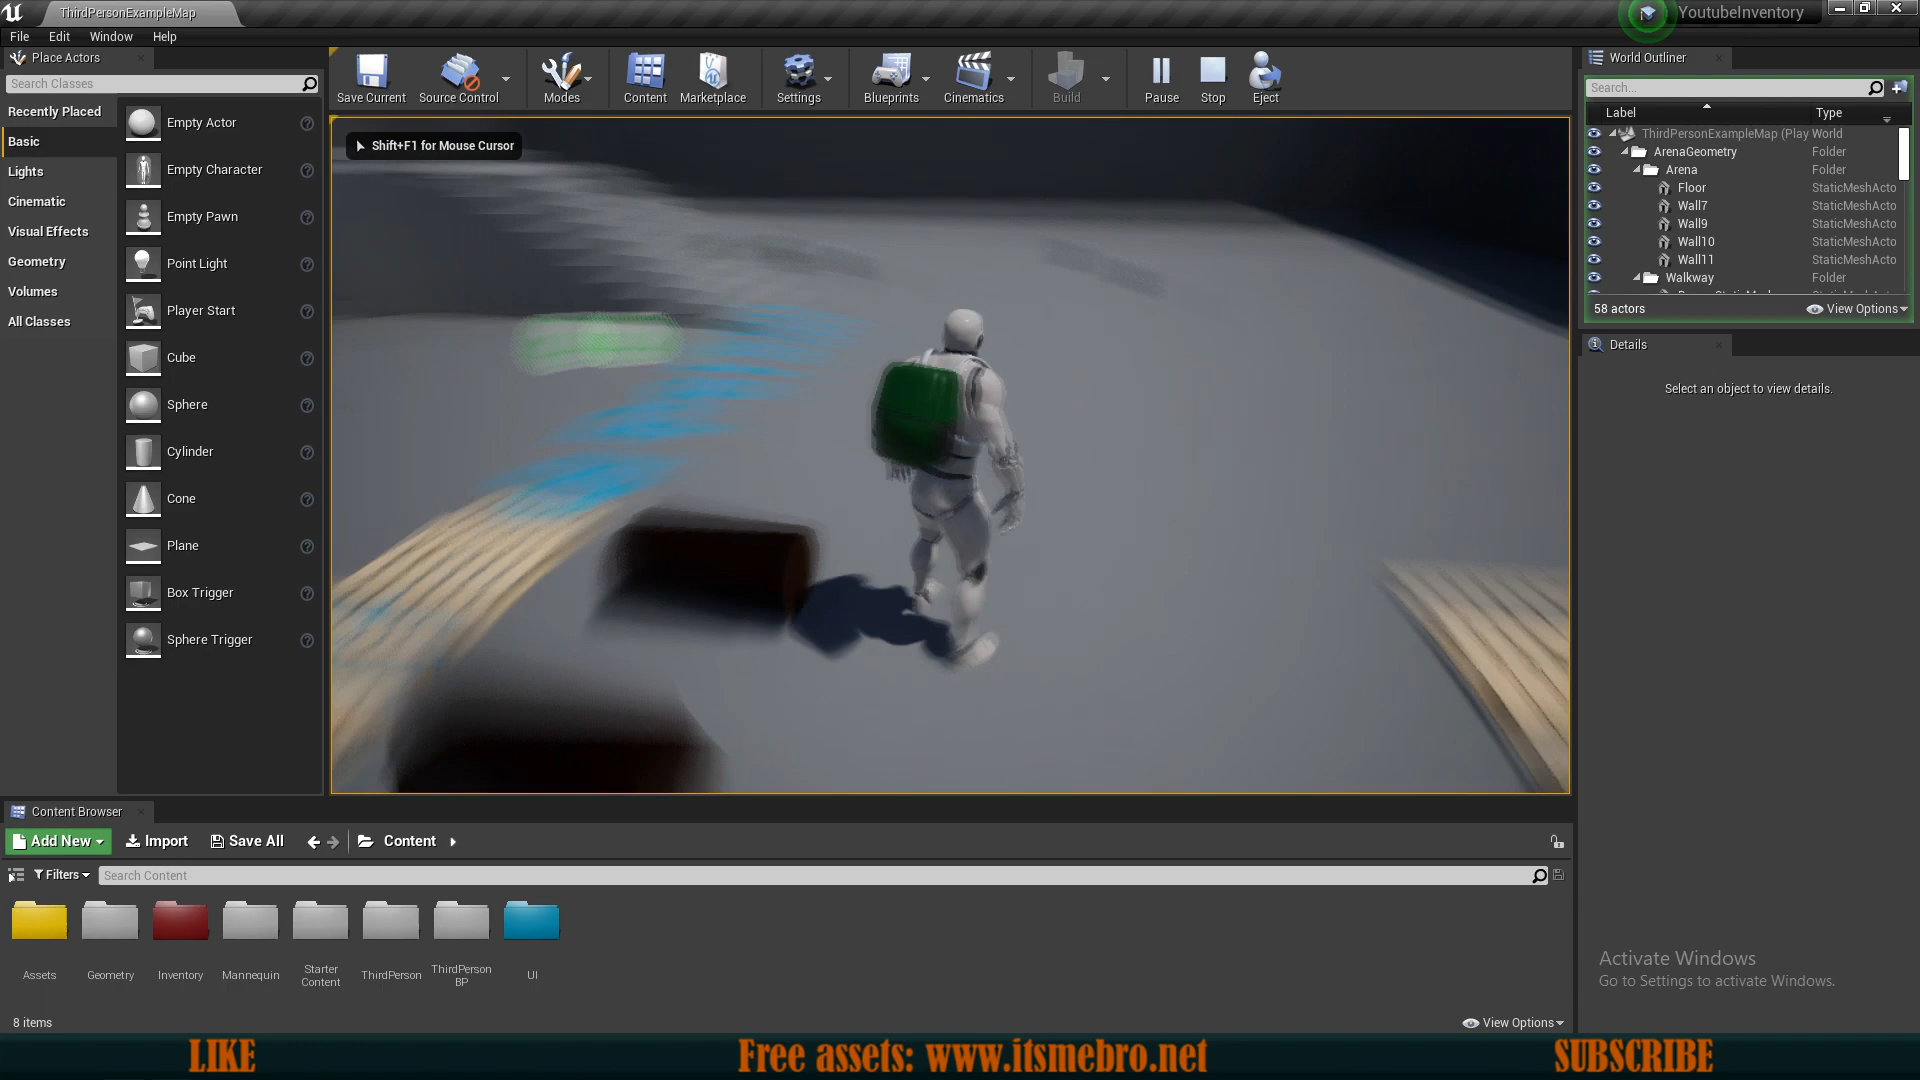 ThirdPersonExampleMap
YoutubeInventory
File Edit Window Help
Place Actors
Search Classes
Recently Placed
Basic
Lights
Cinematic
Visual Effects
Geometry
Volumes
All Classes
Empty Actor
Empty Character
Empty Pawn
Point Light
Player Start
Cube
Sphere
Cylinder
Cone
Plane
Box Trigger
Sphere Trigger
Save Current Source Control Modes Content Marketplace Settings Blueprints Cinematics Build Pause Stop Eject
Shift+F1 for Mouse Cursor
World Outliner
Search...
Label Type
ThirdPersonExampleMap (Play World
ArenaGeometry Folder
Arena Folder
Floor StaticMeshActo
Wall7 StaticMeshActo
Wall9 StaticMeshActo
Wall10 StaticMeshActo
Wall11 StaticMeshActo
Walkway Folder
58 actors View Options
Details
Select an object to view details.
Content Browser
Add New Import Save All Content
Filters Search Content
Assets Geometry Inventory Mannequin Starter Content ThirdPerson ThirdPerson BP UI
8 items View Options
Activate Windows
Go to Settings to activate Windows.
LIKE Free assets: www.itsmebro.net SUBSCRIBE